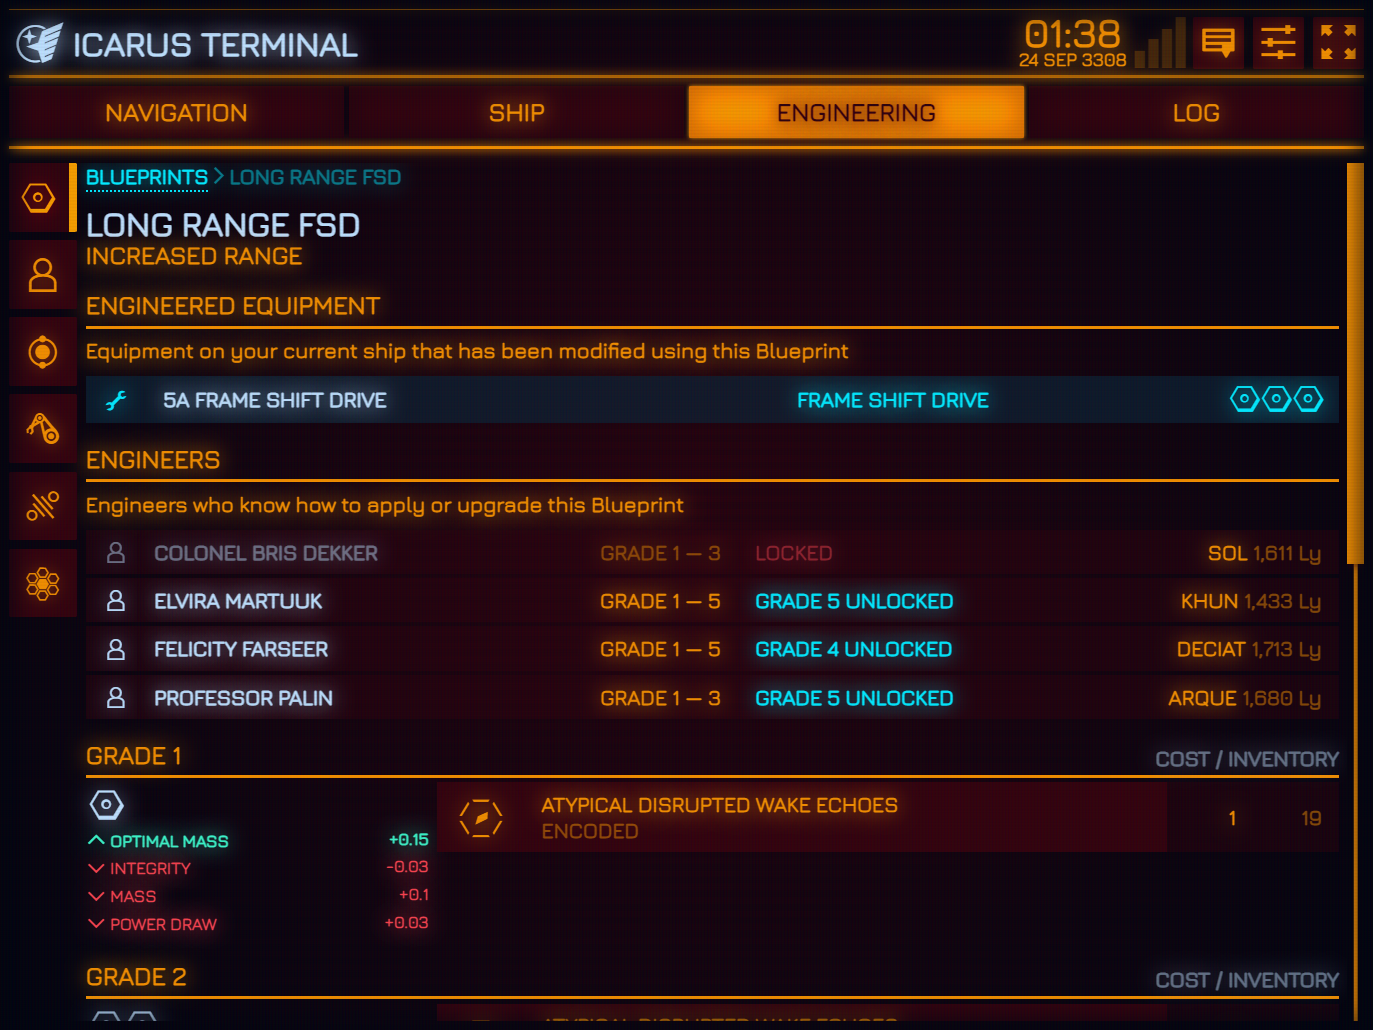 ICARUS TERMINAL
01:38
24 SEP 3308
NAVIGATION
SHIP
ENGINEERING
LOG
BLUEPRINTS > LONG RANGE FSD
LONG RANGE FSD
INCREASED RANGE
ENGINEERED EQUIPMENT
Equipment on your current ship that has been modified using this Blueprint
5A FRAME SHIFT DRIVE FRAME SHIFT DRIVE
ENGINEERS
Engineers who know how to apply or upgrade this Blueprint
COLONEL BRIS DEKKER GRADE 1 — 3 LOCKED SOL 1,611 Ly
ELVIRA MARTUUK GRADE 1 — 5 GRADE 5 UNLOCKED KHUN 1,433 Ly
FELICITY FARSEER GRADE 1 — 5 GRADE 4 UNLOCKED DECIAT 1,713 Ly
PROFESSOR PALIN GRADE 1 — 3 GRADE 5 UNLOCKED ARQUE 1,680 Ly
GRADE 1 COST / INVENTORY
ATYPICAL DISRUPTED WAKE ECHOES 1 19
ENCODED
OPTIMAL MASS +0.15
INTEGRITY -0.03
MASS +0.1
POWER DRAW +0.03
GRADE 2 COST / INVENTORY
ATYPICAL DISRUPTED WAKE ECHOES